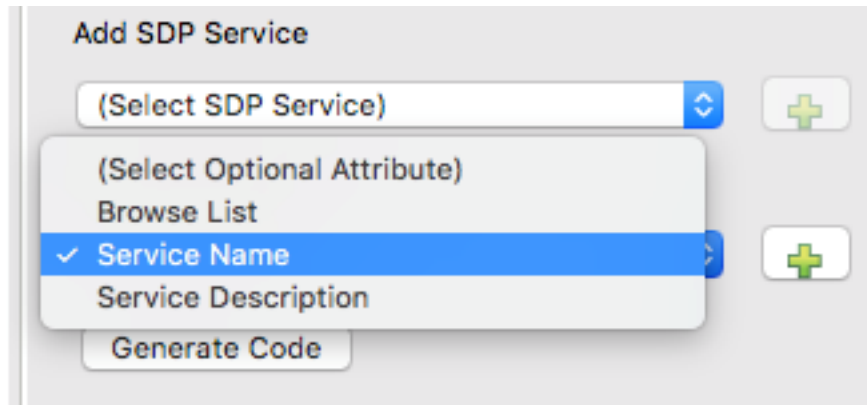 Add SDP Service
(Select SDP Service)
(Select Optional Attribute)
Browse List
Service Name
Service Description
Generate Code